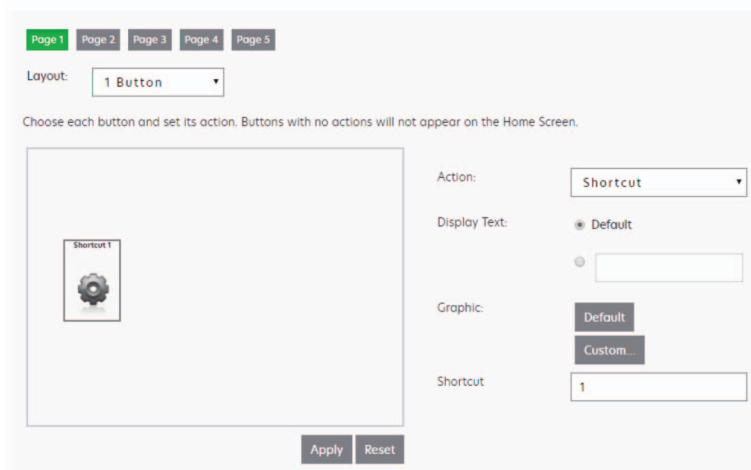 Page 1 Page 2 Page 3 Page 4 Page 5
Layout: 1 Button
Choose each button and set its action. Buttons with no actions will not appear on the Home Screen.
Shortcut 1
Action: Shortcut
Display Text: Default
Graphic: Default
Custom...
Shortcut 1
Apply Reset